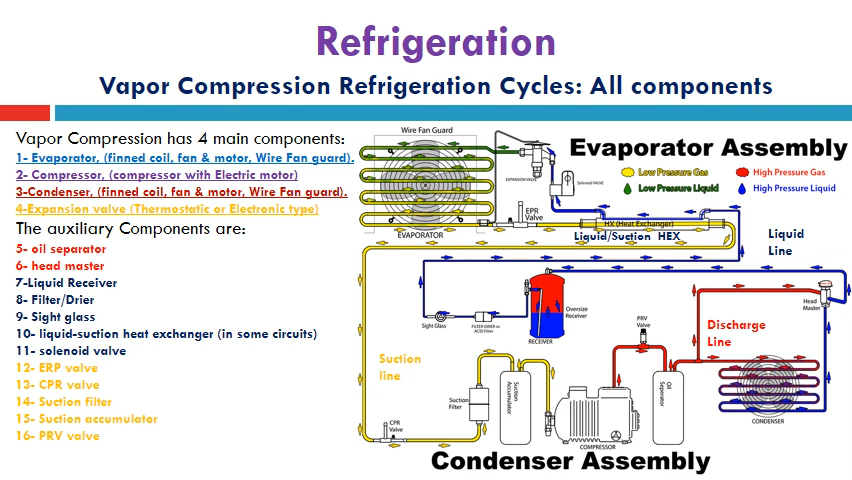 Refrigeration
Vapor Compression Refrigeration Cycles: All components
Vapor Compression has 4 main components:
1- Evaporator, (finned coil, fan & motor, Wire Fan guard).
2- Compressor, (compressor with Electric motor)
3-Condenser, (finned coil, fan & motor, Wire Fan guard).
4-Expansion valve (Thermostatic or Electronic type)
The auxiliary Components are:
5- oil separator
6- head master
7-Liquid Receiver
8- Filter/Drier
9- Sight glass
10- liquid-suction heat exchanger (in some circuits)
11- solenoid valve
12- ERP valve
13- CPR valve
14- Suction filter
15- Suction accumulator
16- PRV valve
Wire Fan Guard
EXPANSION VALVE
Solenoid VALVE
Evaporator Assembly
Low Pressure Gas
High Pressure Gas
Low Pressure Liquid
High Pressure Liquid
EPR
Valve
EVAPORATOR
HX (Heat Exchanger)
Liquid/Suction HEX
Liquid
Line
Sight Glass
FILTER DRIER or
ACID Filter
Oversize
Receiver
RECEIVER
PRV
Valve
Head
Master
Discharge
Line
Suction
line
Suction
Filter
Suction
Accumulator
Oil
Seperator
CPR
Valve
COMPRESSOR
CONDENSER
Condenser Assembly